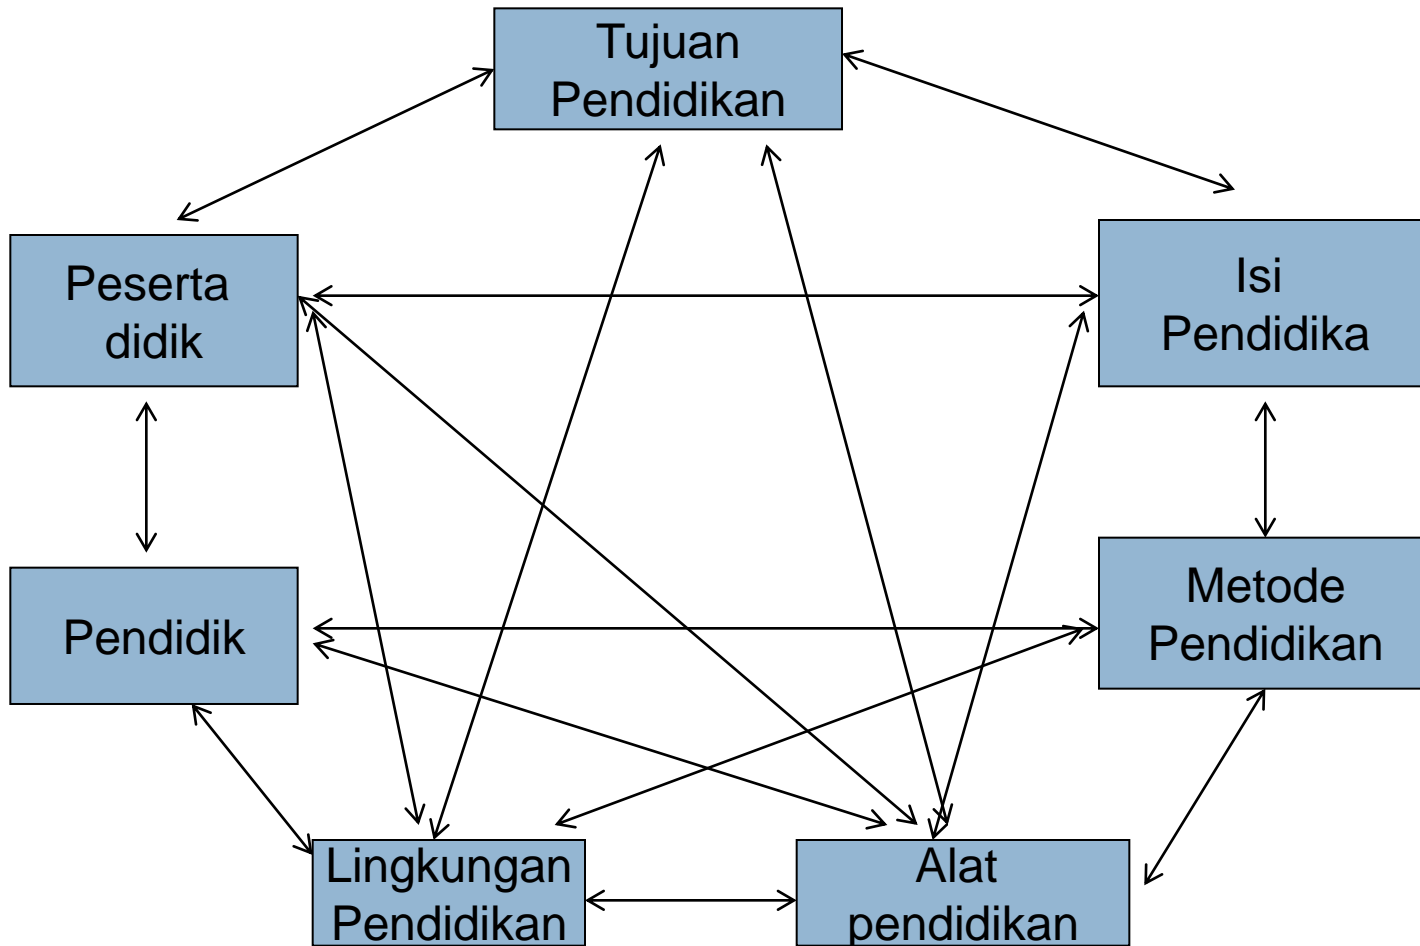 Tujuan
Pendidikan
Peserta
didik
Isi
Pendidika
Pendidik
Metode
Pendidikan
Lingkungan
Pendidikan
Alat
pendidikan